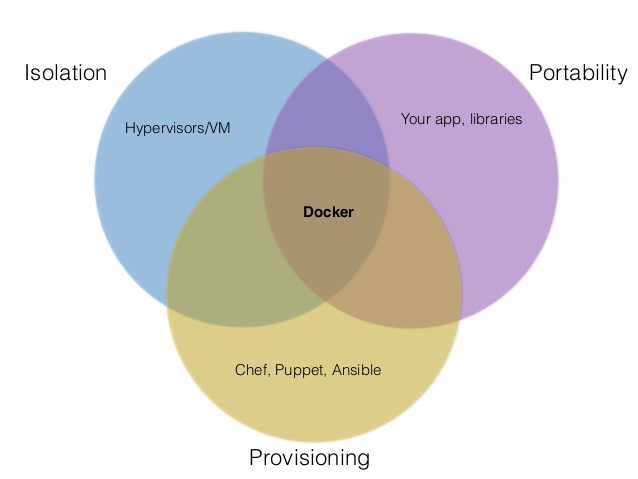 Isolation
Portability
Your app, libraries
Hypervisors/VM
Docker
Chef, Puppet, Ansible
Provisioning